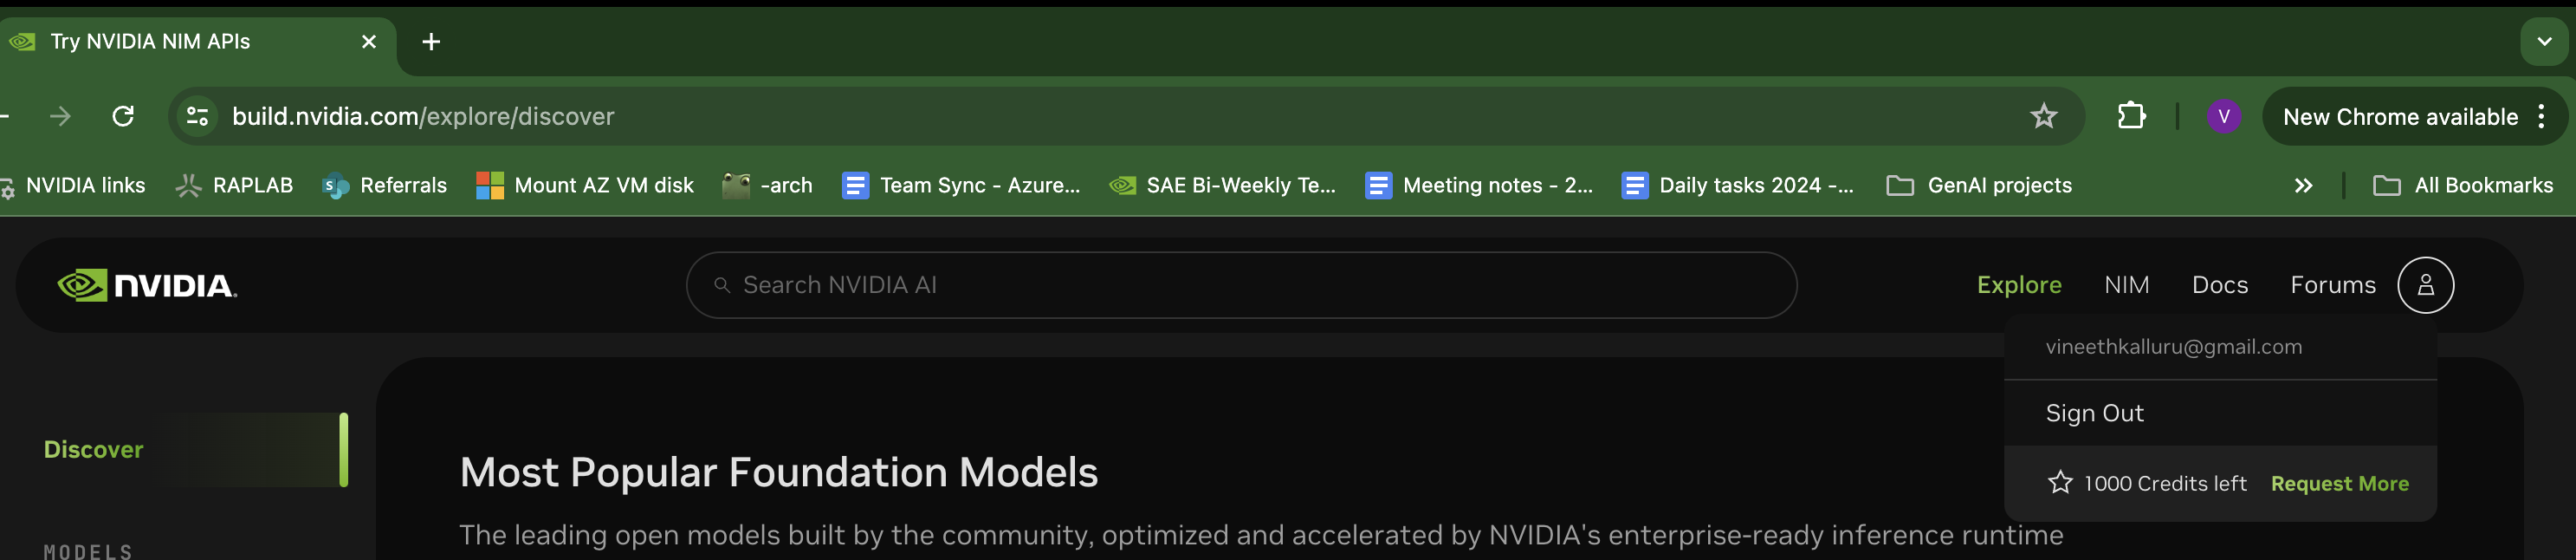 Try NVIDIA NIM APIs
build.nvidia.com/explore/discover
V
New Chrome available
NVIDIA links
RAPLAB
Referrals
Mount AZ VM disk
-arch
Team Sync - Azure...
SAE Bi-Weekly Te...
Meeting notes - 2...
Daily tasks 2024 -...
GenAI projects
All Bookmarks
NVIDIA.
Search NVIDIA AI
Explore
NIM
Docs
Forums
vineethkalluru@gmail.com
Sign Out
1000 Credits left
Request More
Discover
MODELS
Most Popular Foundation Models
The leading open models built by the community, optimized and accelerated by NVIDIA's enterprise-ready inference runtime